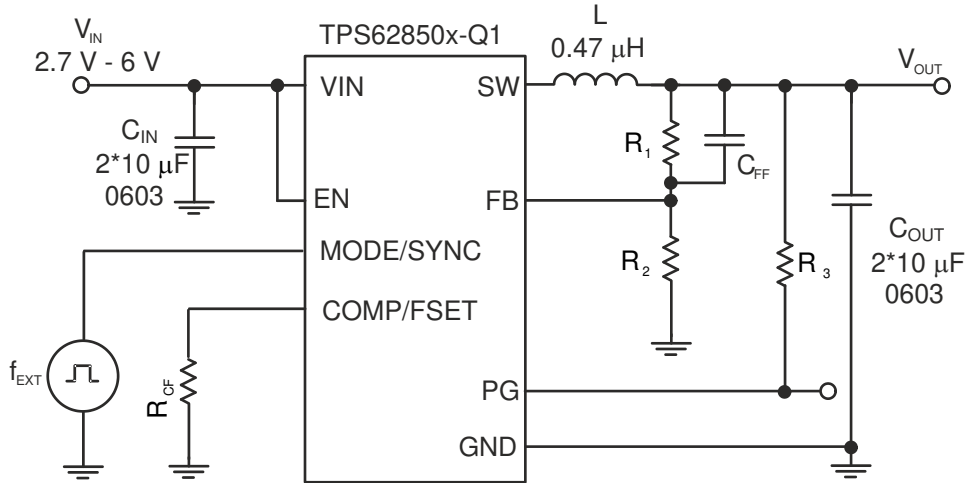 V_IN
2.7 V - 6 V
TPS62850x-Q1
L
0.47 µH
V_OUT
VIN
SW
C_IN
2*10 µF
0603
R_1
C_FF
EN
FB
MODE/SYNC
R_2
R_3
C_OUT
2*10 µF
0603
COMP/FSET
f_EXT
R_CF
PG
GND